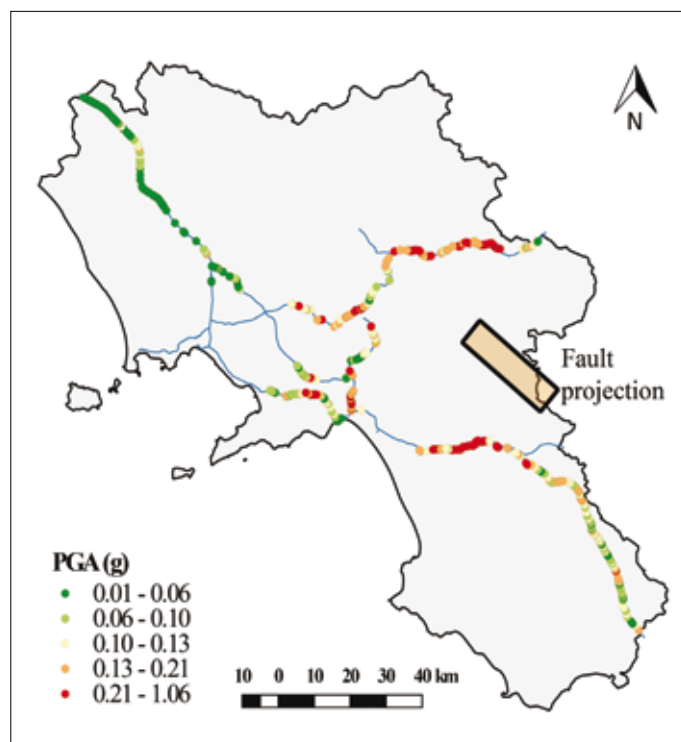 N
Fault
projection
PGA (g)
0.01 - 0.06
0.06 - 0.10
0.10 - 0.13
0.13 - 0.21
0.21 - 1.06
10 0 10 20 30 40 km